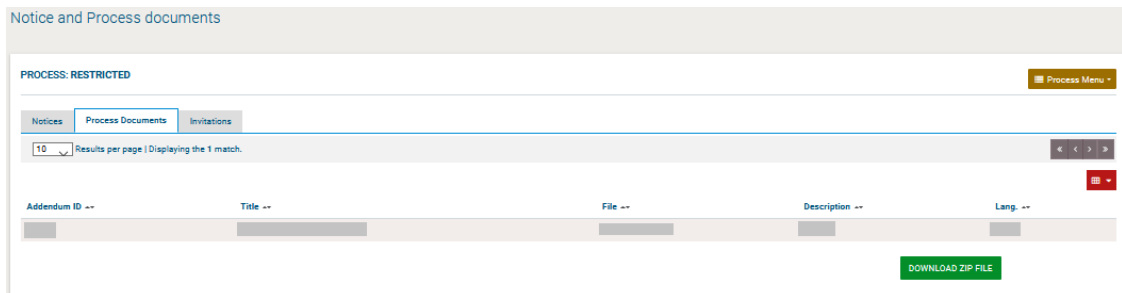 Notice and Process documents
PROCESS: RESTRICTED
Process Menu
Notices Process Documents Invitations
10 Results per page | Displaying the 1 match.
« < > »
Addendum ID Title File Description Lang.
DOWNLOAD ZIP FILE